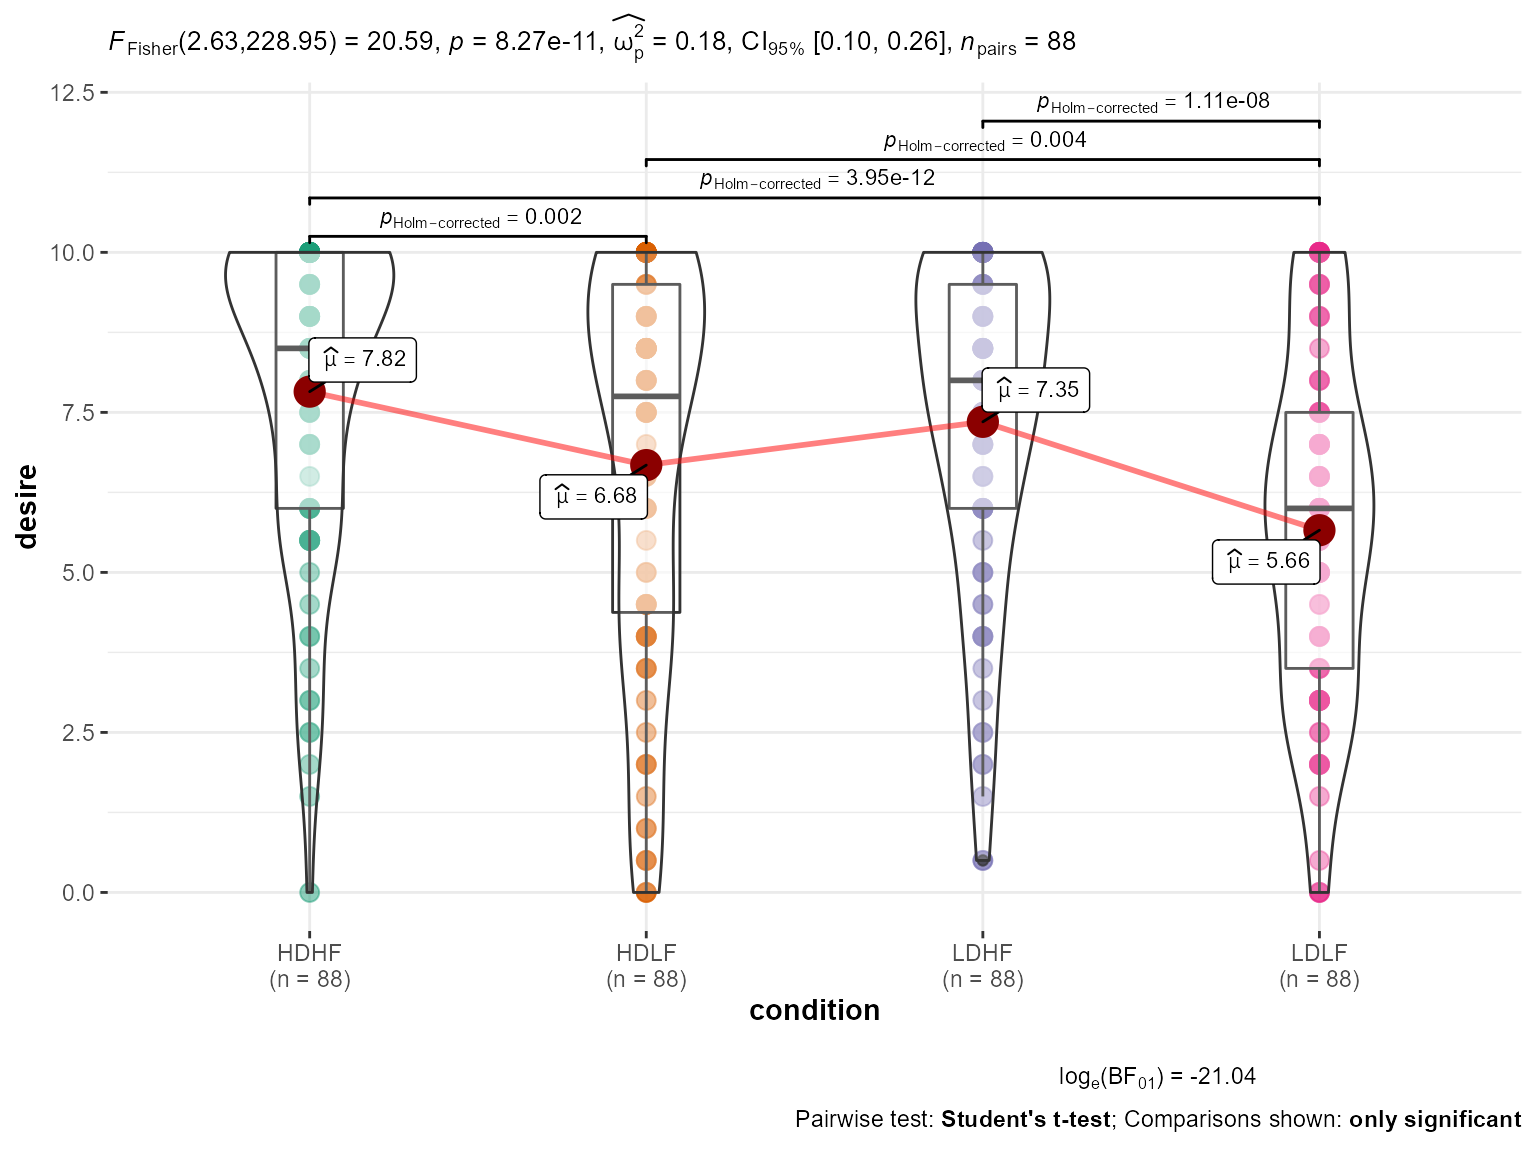 F_Fisher(2.63,228.95) = 20.59, p = 8.27e-11, ω̂²_p = 0.18, CI_95% [0.10, 0.26], n_pairs = 88
12.5
p_Holm−corrected = 1.11e-08
p_Holm−corrected = 0.004
p_Holm−corrected = 3.95e-12
p_Holm−corrected = 0.002
10.0
μ̂ = 7.82
μ̂ = 7.35
7.5
μ̂ = 6.68
μ̂ = 5.66
5.0
2.5
0.0
desire
HDHF HDLF LDHF LDLF
(n = 88) (n = 88) (n = 88) (n = 88)
condition
log_e(BF_01) = -21.04
Pairwise test: Student's t-test; Comparisons shown: only significant